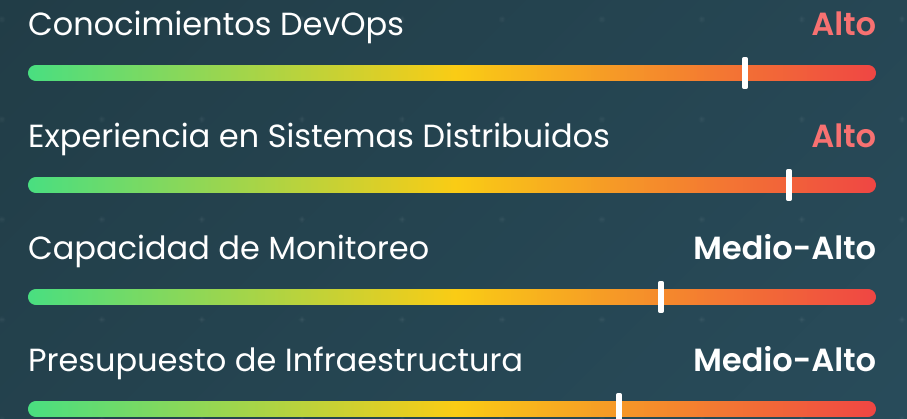 Conocimientos DevOps Alto
Experiencia en Sistemas Distribuidos Alto
Capacidad de Monitoreo Medio-Alto
Presupuesto de Infraestructura Medio-Alto